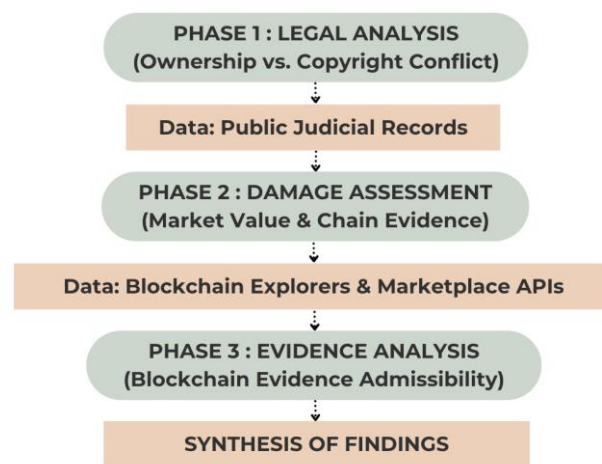 PHASE 1 : LEGAL ANALYSIS
(Ownership vs. Copyright Conflict)
Data: Public Judicial Records
PHASE 2 : DAMAGE ASSESSMENT
(Market Value & Chain Evidence)
Data: Blockchain Explorers & Marketplace APIs
PHASE 3 : EVIDENCE ANALYSIS
(Blockchain Evidence Admissibility)
SYNTHESIS OF FINDINGS